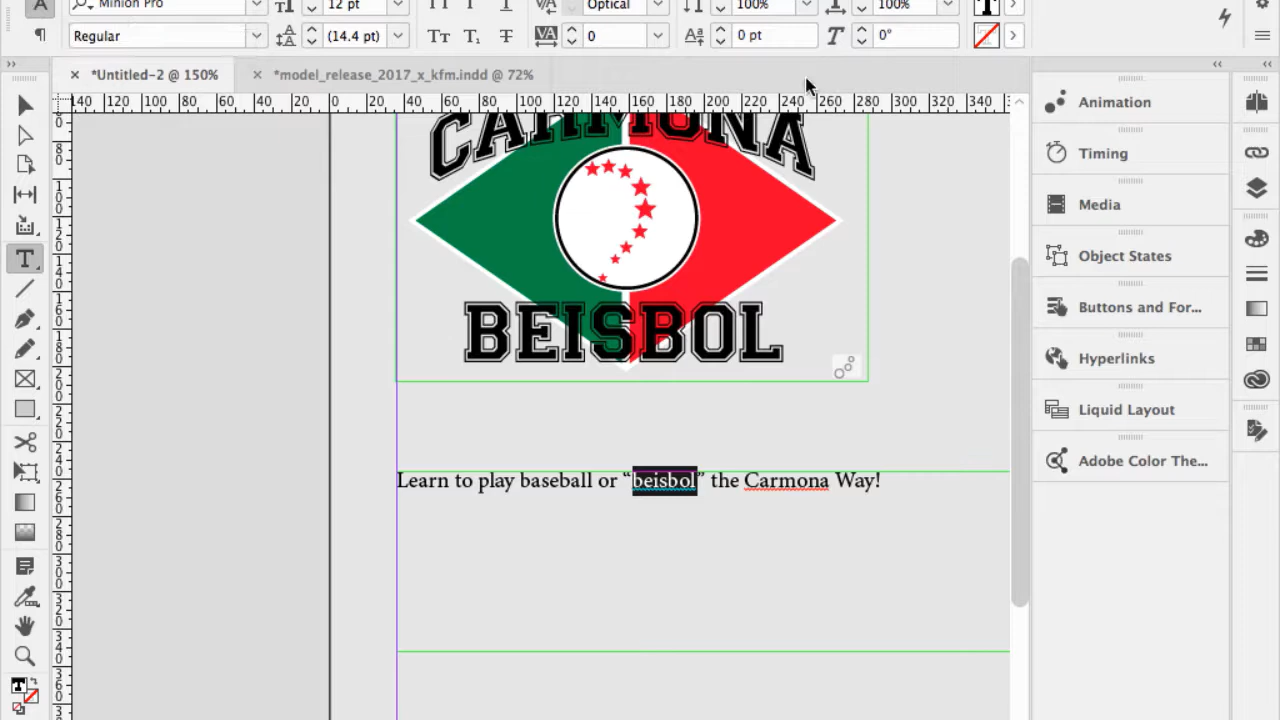 A Minion Pro 12 pt Optical 100% 100% T
¶ Regular (14.4 pt) VA 0 0 pt T 0°
*Untitled-2 @ 150% *model_release_2017_x_kfm.indd @ 72%
140 120 100 80 60 40 20 0 20 40 60 80 100 120 140 160 180 200 220 240 260 280 300 320 340
CARMONA
BEISBOL
Learn to play baseball or “beisbol” the Carmona Way!
Animation
Timing
Media
Object States
Buttons and For...
Hyperlinks
Liquid Layout
Adobe Color The...